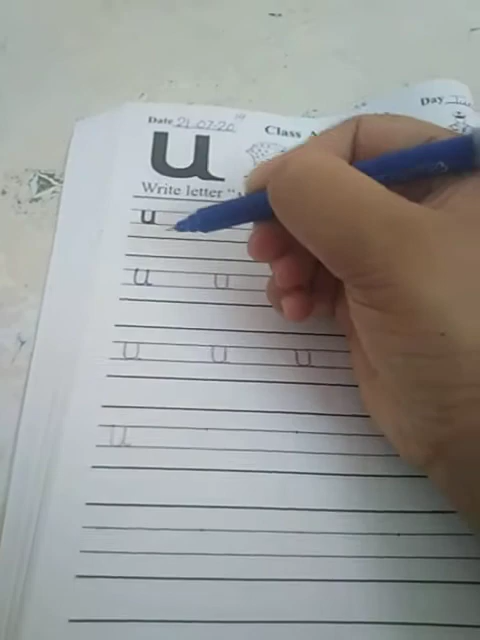 Date 21-07-20 Class Day
u
Write letter "
u
u u
u u u
u